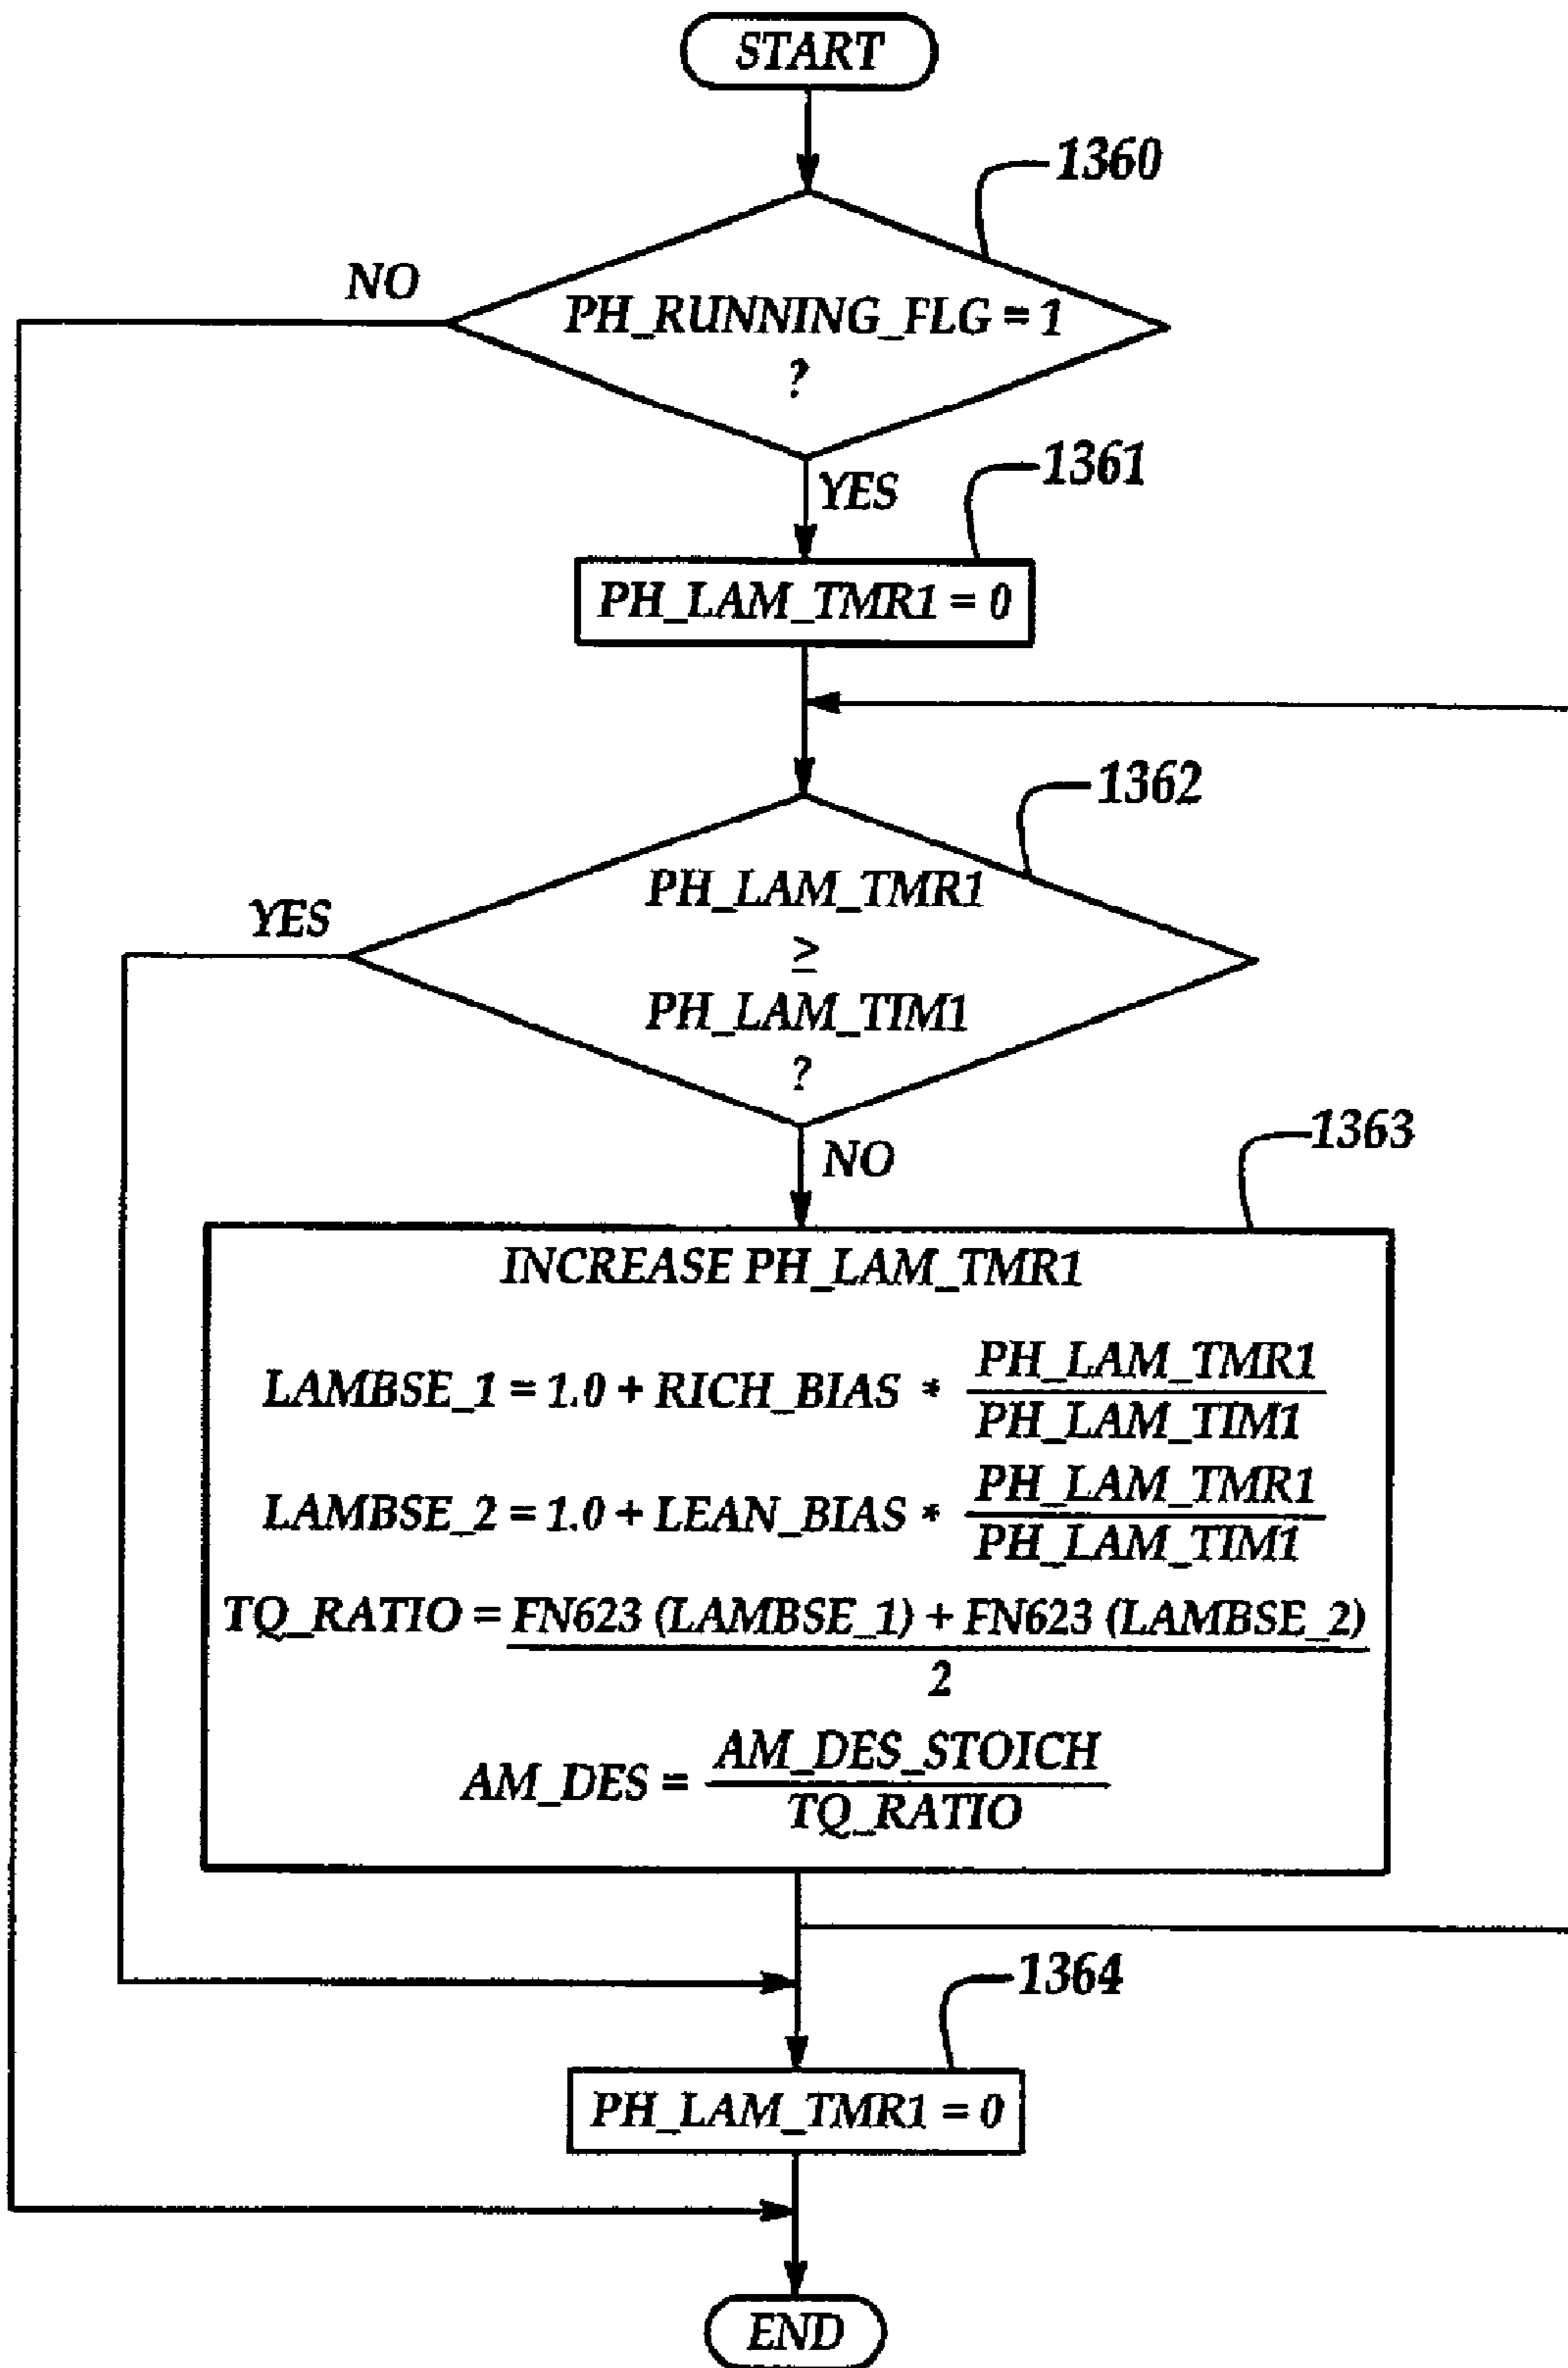 START
1360
NO
PH_RUNNING_FLG = 1
?
1361
YES
PH_LAM_TMR1 = 0
1362
YES
PH_LAM_TMR1
≥
PH_LAM_TIM1
?
1363
NO
INCREASE PH_LAM_TMR1
LAMBSE_1 = 1.0 + RICH_BIAS * PH_LAM_TMR1
PH_LAM_TIM1
LAMBSE_2 = 1.0 + LEAN_BIAS * PH_LAM_TMR1
PH_LAM_TIM1
TQ_RATIO = FN623 (LAMBSE_1) + FN623 (LAMBSE_2)
2
AM_DES = AM_DES_STOICH
TQ_RATIO
1364
PH_LAM_TMR1 = 0
END